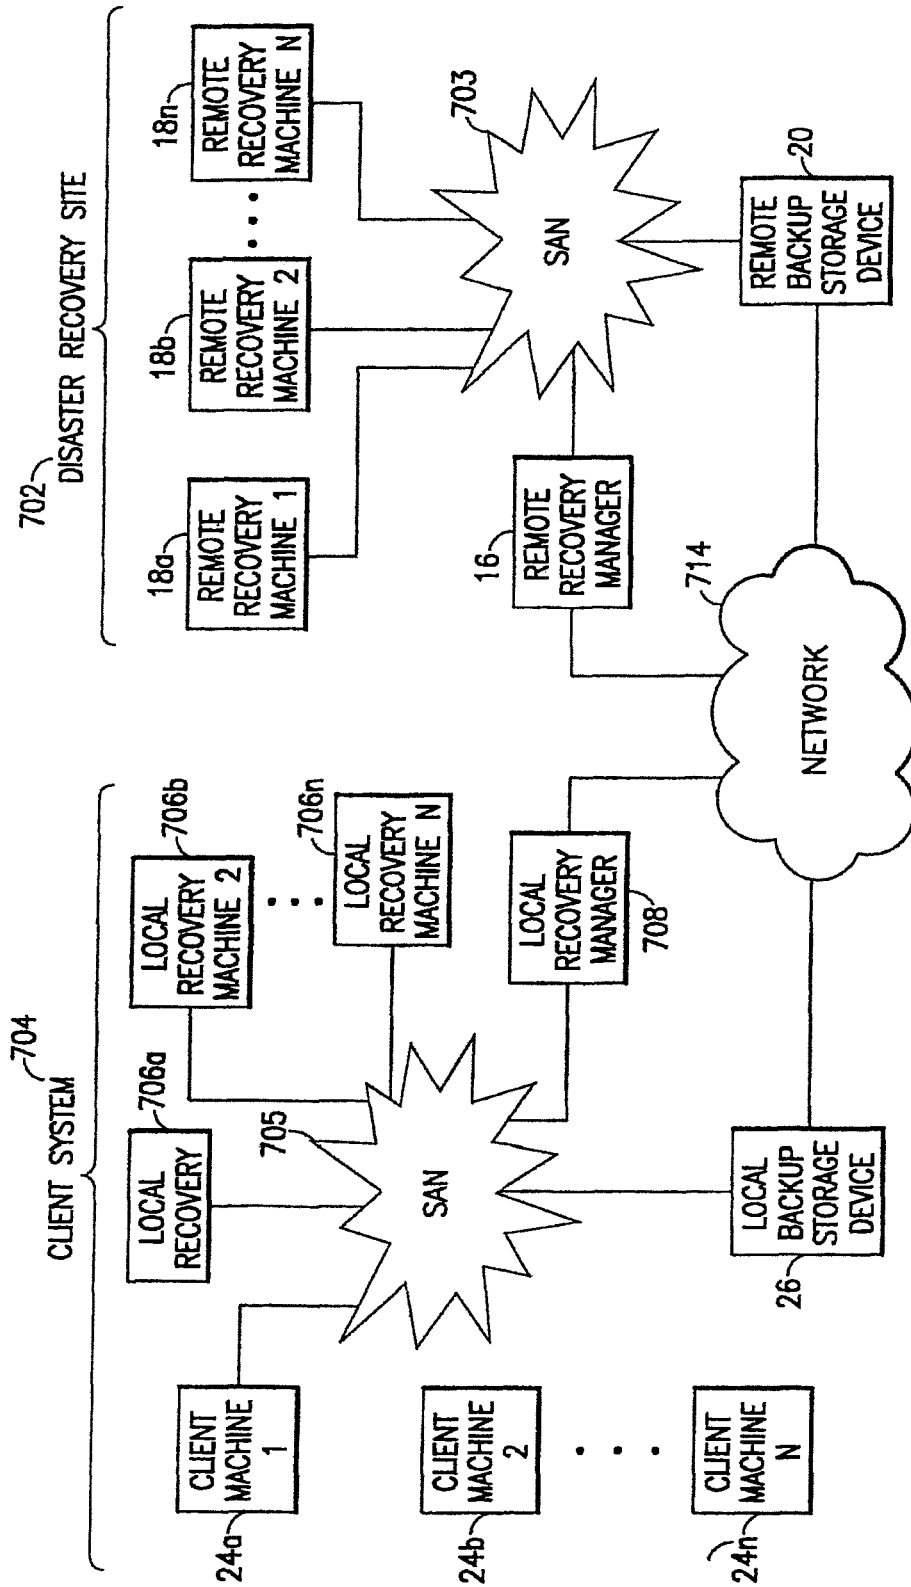 704
CLIENT SYSTEM
702
DISASTER RECOVERY SITE
24a
CLIENT
MACHINE
1
24b
CLIENT
MACHINE
2
24n
CLIENT
MACHINE
N
706a
LOCAL
RECOVERY
706b
LOCAL
RECOVERY
MACHINE 2
706n
LOCAL
RECOVERY
MACHINE N
705
SAN
LOCAL
RECOVERY
MANAGER
708
LOCAL
BACKUP
STORAGE
DEVICE
26
18a
REMOTE
RECOVERY
MACHINE 1
18b
REMOTE
RECOVERY
MACHINE 2
18n
REMOTE
RECOVERY
MACHINE N
703
SAN
16
REMOTE
RECOVERY
MANAGER
20
REMOTE
BACKUP
STORAGE
DEVICE
714
NETWORK